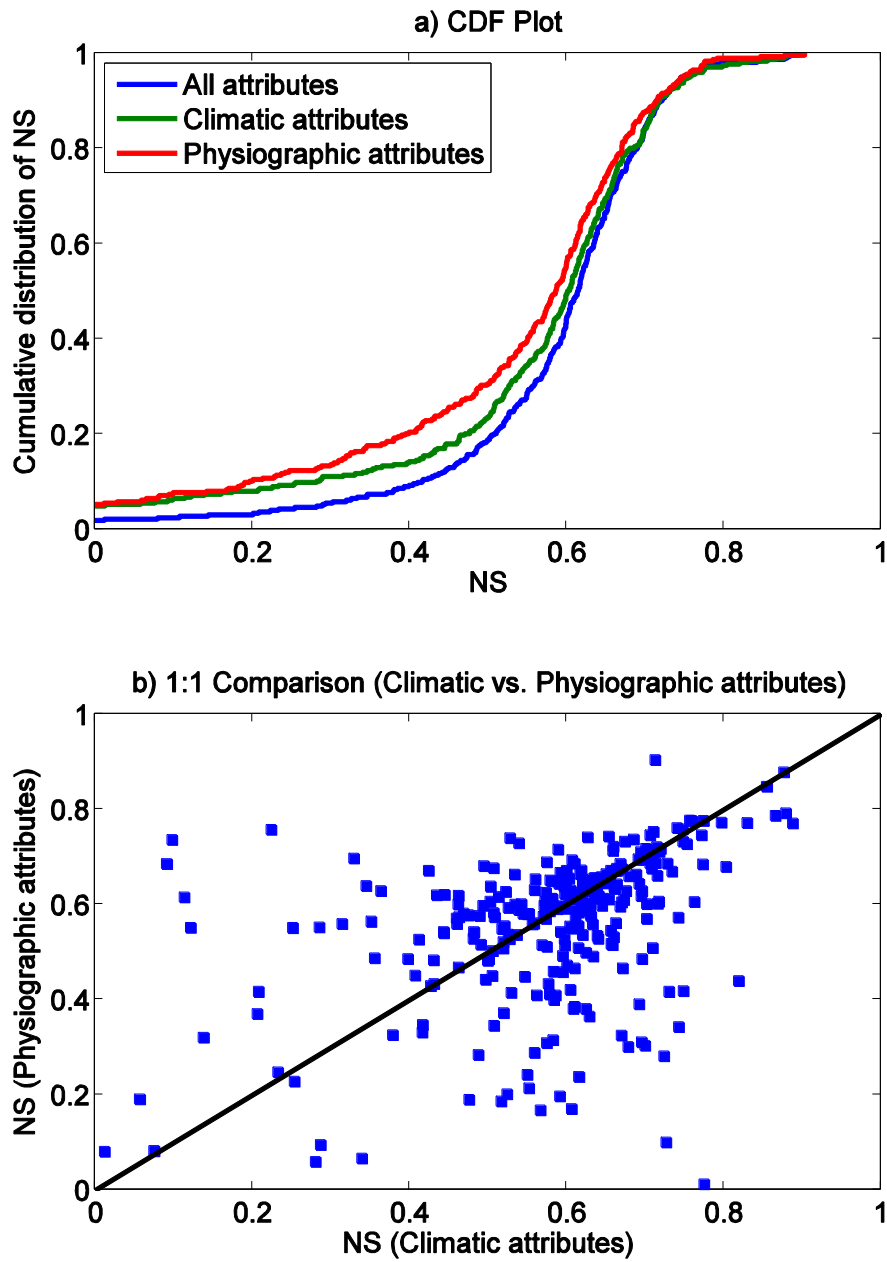 a) CDF Plot
1
All attributes
Climatic attributes
Physiographic attributes
0.8
0.6
0.4
0.2
0
Cumulative distribution of NS
0 0.2 0.4 0.6 0.8 1
NS
b) 1:1 Comparison (Climatic vs. Physiographic attributes)
1
0.8
0.6
0.4
0.2
0
NS (Physiographic attributes)
0 0.2 0.4 0.6 0.8 1
NS (Climatic attributes)